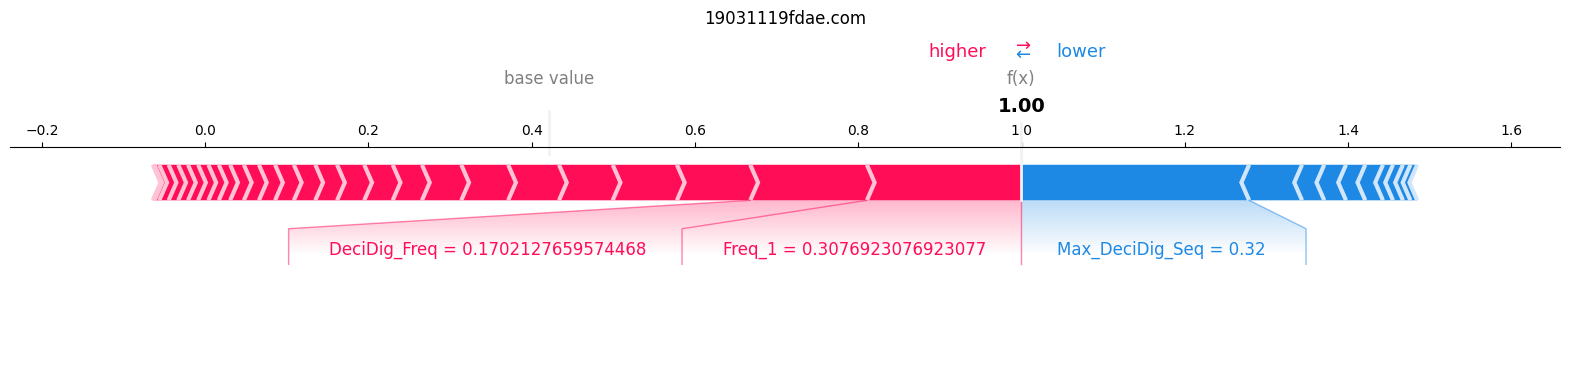 19031119fdae.com
higher ⇄ lower
base value f(x)
1.00
−0.2 0.0 0.2 0.4 0.6 0.8 1.0 1.2 1.4 1.6
DeciDig_Freq = 0.1702127659574468 Freq_1 = 0.3076923076923077 Max_DeciDig_Seq = 0.32